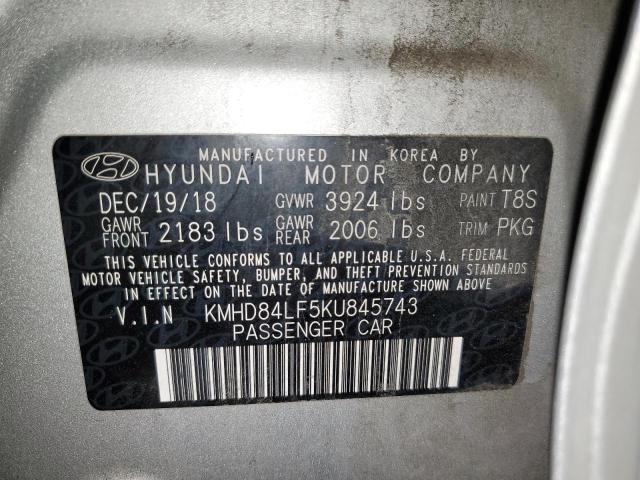 MANUFACTURED IN KOREA BY
HYUNDAI MOTOR COMPANY
DEC/19/18 GVWR 3924 lbs PAINT T8S
GAWR FRONT 2183 lbs GAWR REAR 2006 lbs TRIM PKG
THIS VEHICLE CONFORMS TO ALL APPLICABLE U.S.A. FEDERAL
MOTOR VEHICLE SAFETY, BUMPER, AND THEFT PREVENTION STANDARDS
IN EFFECT ON THE DATE OF MANUFACTURE SHOWN ABOVE.
V.I.N KMHD84LF5KU845743
PASSENGER CAR